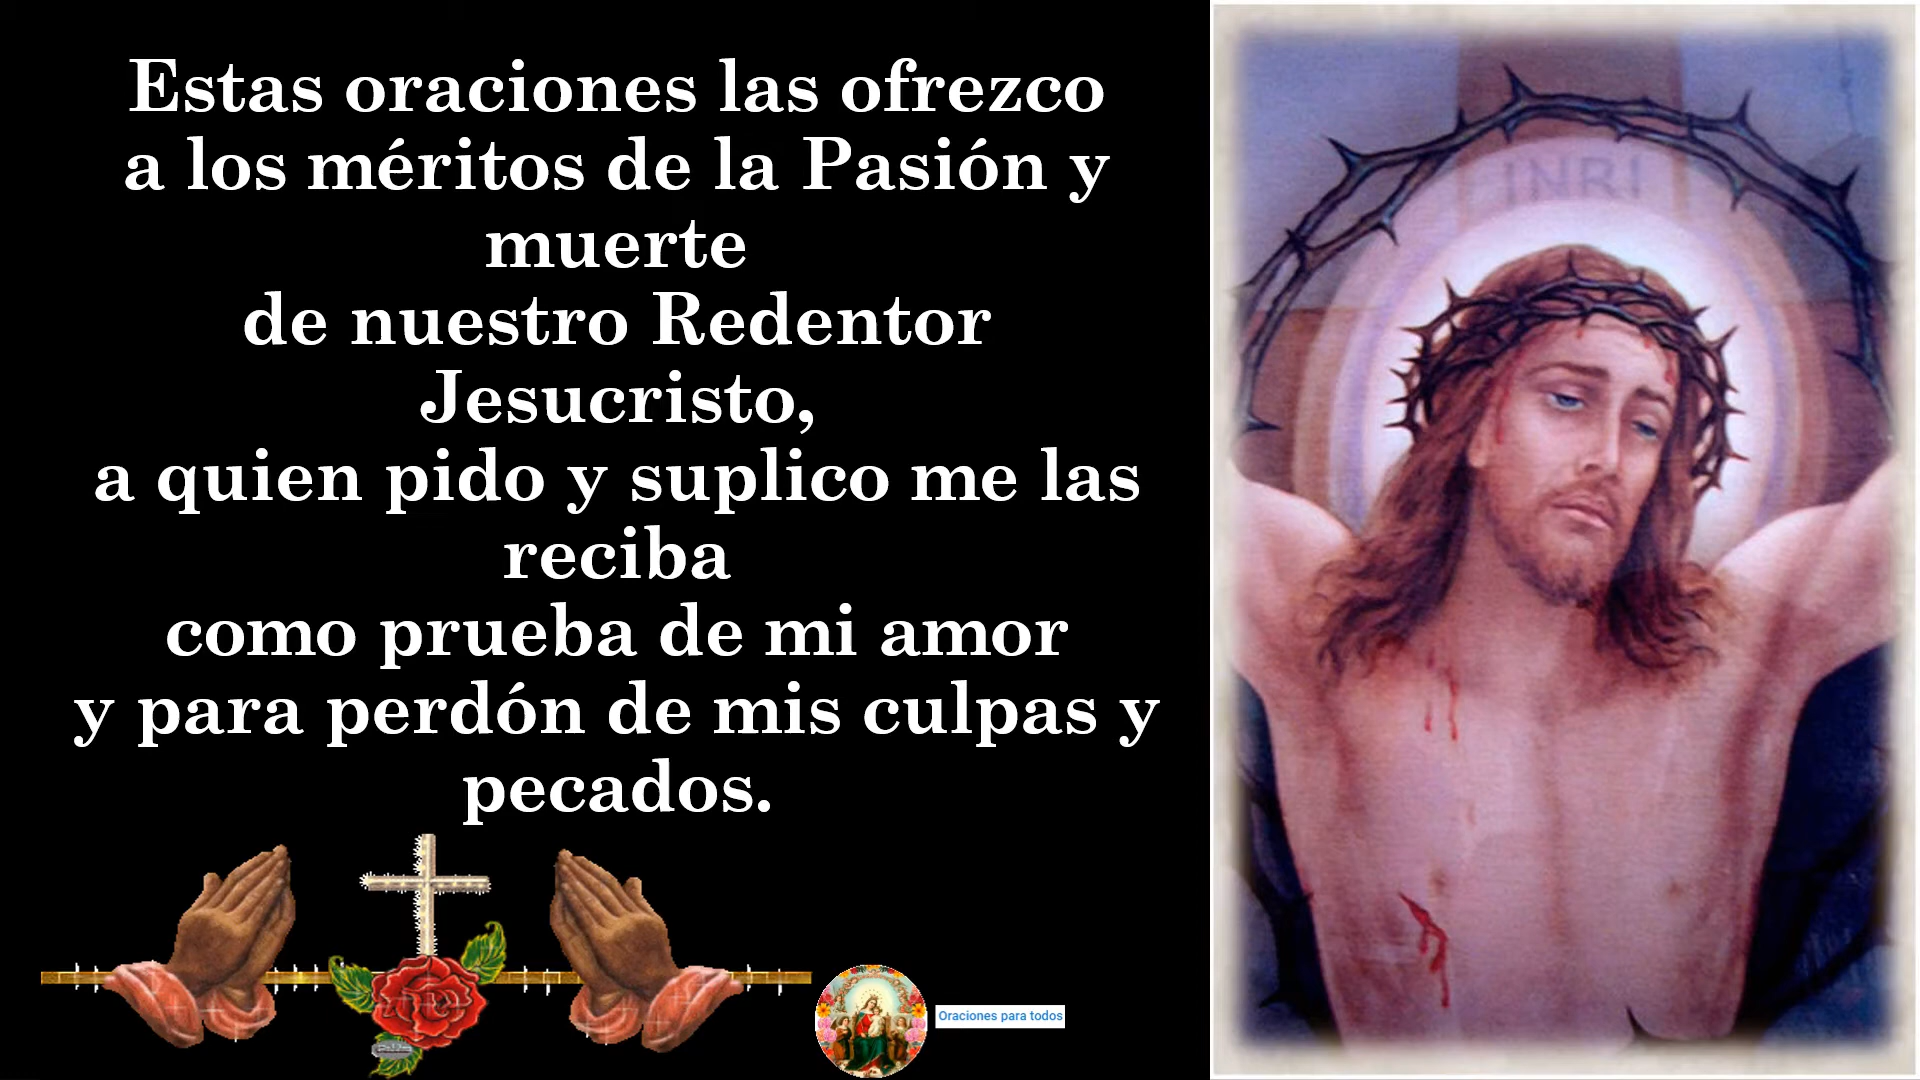 Estas oraciones las ofrezco
a los méritos de la Pasión y
muerte
de nuestro Redentor
Jesucristo,
a quien pido y suplico me las
reciba
como prueba de mi amor
y para perdón de mis culpas y
pecados.
Oraciones para todos
INRI